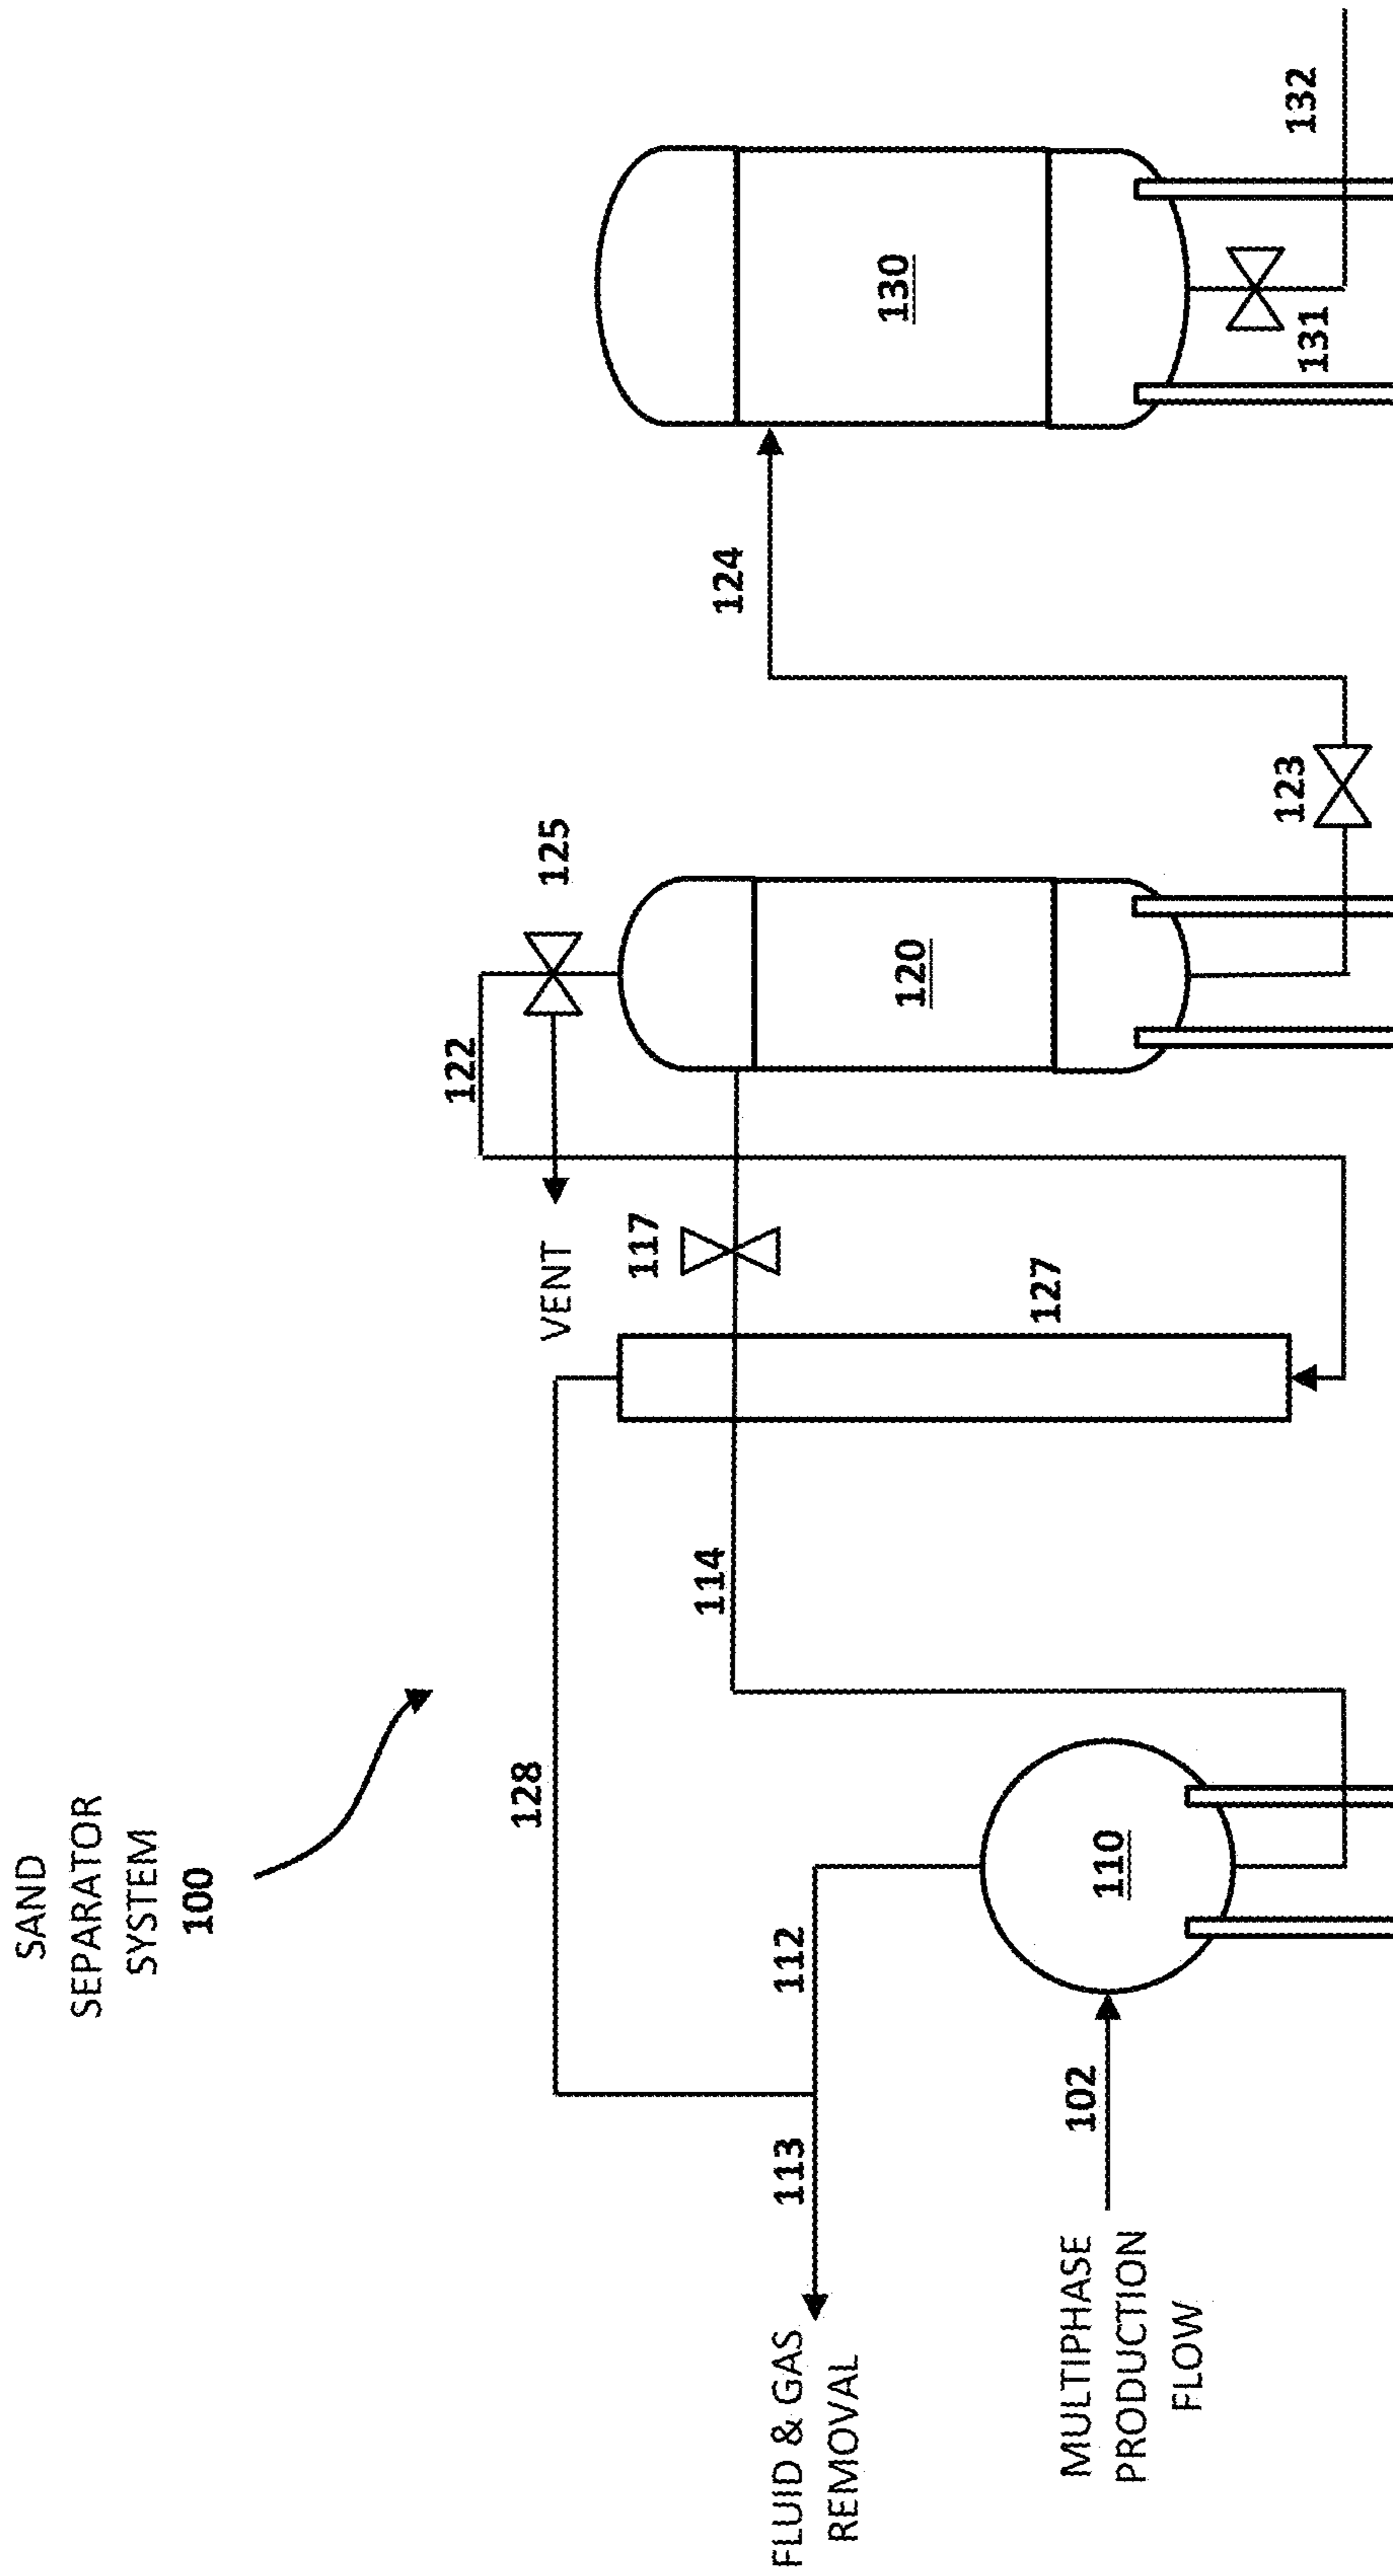 SAND
SEPARATOR
SYSTEM
100
128
122
125
VENT
117
114
124
113
112
FLUID & GAS
REMOVAL
110
120
130
127
102
MULTIPHASE
PRODUCTION
FLOW
123
131
132